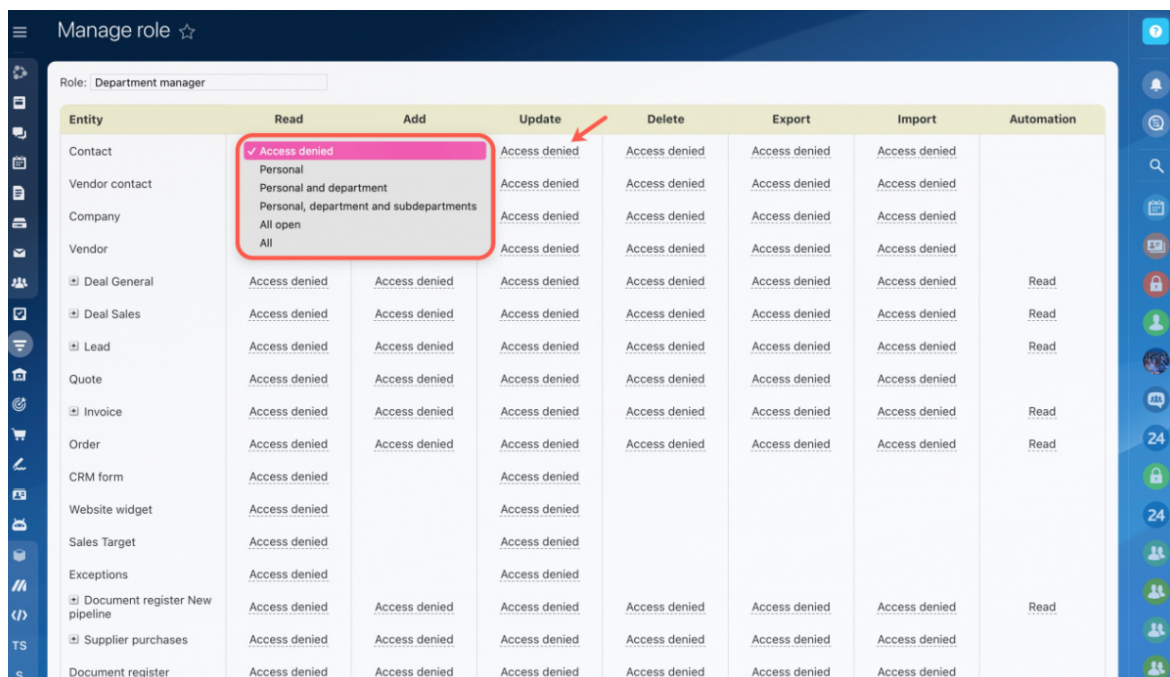 Manage role
Role: Department manager
Entity Read Add Update Delete Export Import Automation
Contact ✓ Access denied Access denied Access denied Access denied Access denied
Personal
Vendor contact Access denied Access denied Access denied Access denied
Personal and department
Personal, department and subdepartments
Company Access denied Access denied Access denied Access denied
All open
All
Vendor Access denied Access denied Access denied Access denied
Deal General Access denied Access denied Access denied Access denied Access denied Access denied Read
Deal Sales Access denied Access denied Access denied Access denied Access denied Access denied Read
Lead Access denied Access denied Access denied Access denied Access denied Access denied Read
Quote Access denied Access denied Access denied Access denied Access denied Access denied
Invoice Access denied Access denied Access denied Access denied Access denied Access denied Read
Order Access denied Access denied Access denied Access denied Access denied Access denied Read
CRM form Access denied Access denied
Website widget Access denied Access denied
Sales Target Access denied Access denied
Exceptions Access denied Access denied
Document register New
pipeline Access denied Access denied Access denied Access denied Access denied Access denied Read
Supplier purchases Access denied Access denied Access denied Access denied Access denied Access denied
Document register Access denied Access denied Access denied Access denied Access denied Access denied
TS
S
24
24